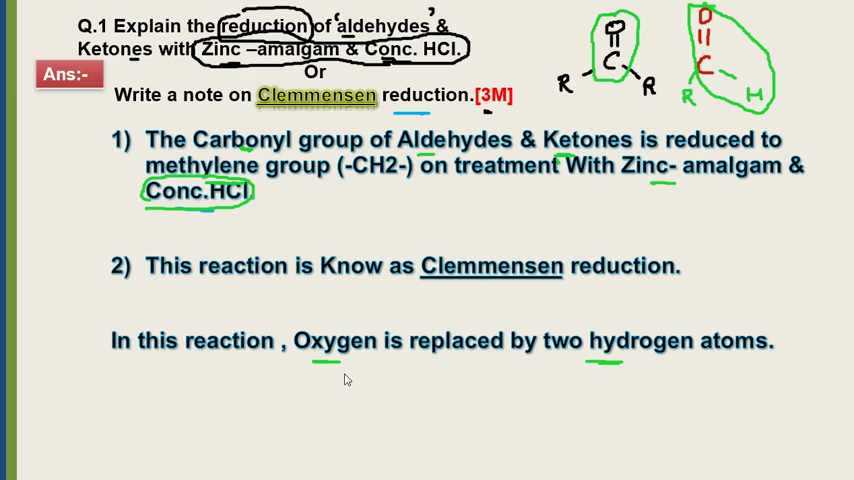 Q.1 Explain the reduction of 'aldehydes' &
Ketones with Zinc –amalgam & Conc. HCl.
Ans:-
Or
Write a note on Clemmensen reduction.[3M]
O
||
C
R R
O
||
C
R H
1) The Carbonyl group of Aldehydes & Ketones is reduced to
methylene group (-CH2-) on treatment With Zinc- amalgam &
Conc.HCl
2) This reaction is Know as Clemmensen reduction.
In this reaction , Oxygen is replaced by two hydrogen atoms.